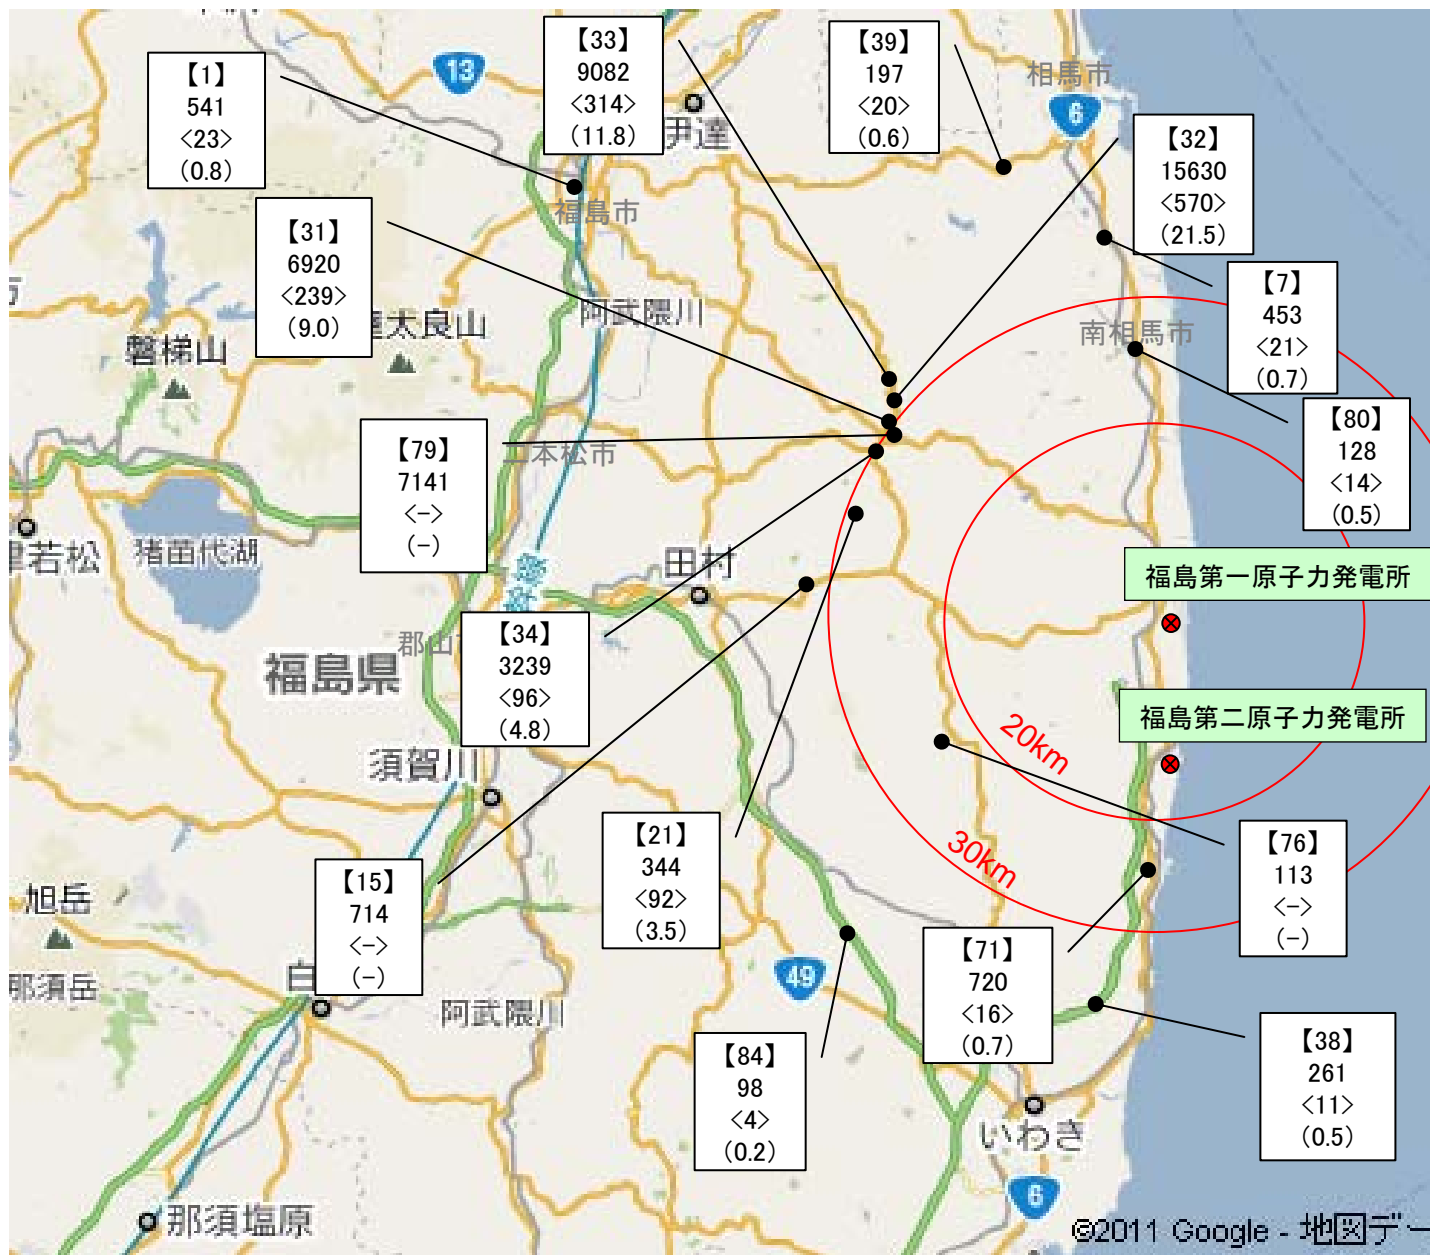 【33】
9082
<314>
(11.8)
【39】
197
<20>
(0.6)
相馬市
6
【1】
541
<23>
(0.8)
13
伊達
【32】
15630
<570>
(21.5)
福島市
【31】
6920
<239>
(9.0)
【7】
453
<21>
(0.7)
阿武隈川
太良山
磐梯山
南相馬市
【80】
128
<14>
(0.5)
【79】
7141
<->
(-)
二本松市
若松
猪苗代湖
田村
福島第一原子力発電所
【34】
3239
<96>
(4.8)
郡山
福島県
福島第二原子力発電所
20km
須賀川
30km
【21】
344
<92>
(3.5)
【76】
113
<->
(-)
【15】
714
<->
(-)
旭岳
那須岳
白
49
阿武隈川
【71】
720
<16>
(0.7)
【38】
261
<11>
(0.5)
【84】
98
<4>
(0.2)
いわき
6
那須塩原
©2011 Google - 地図デー